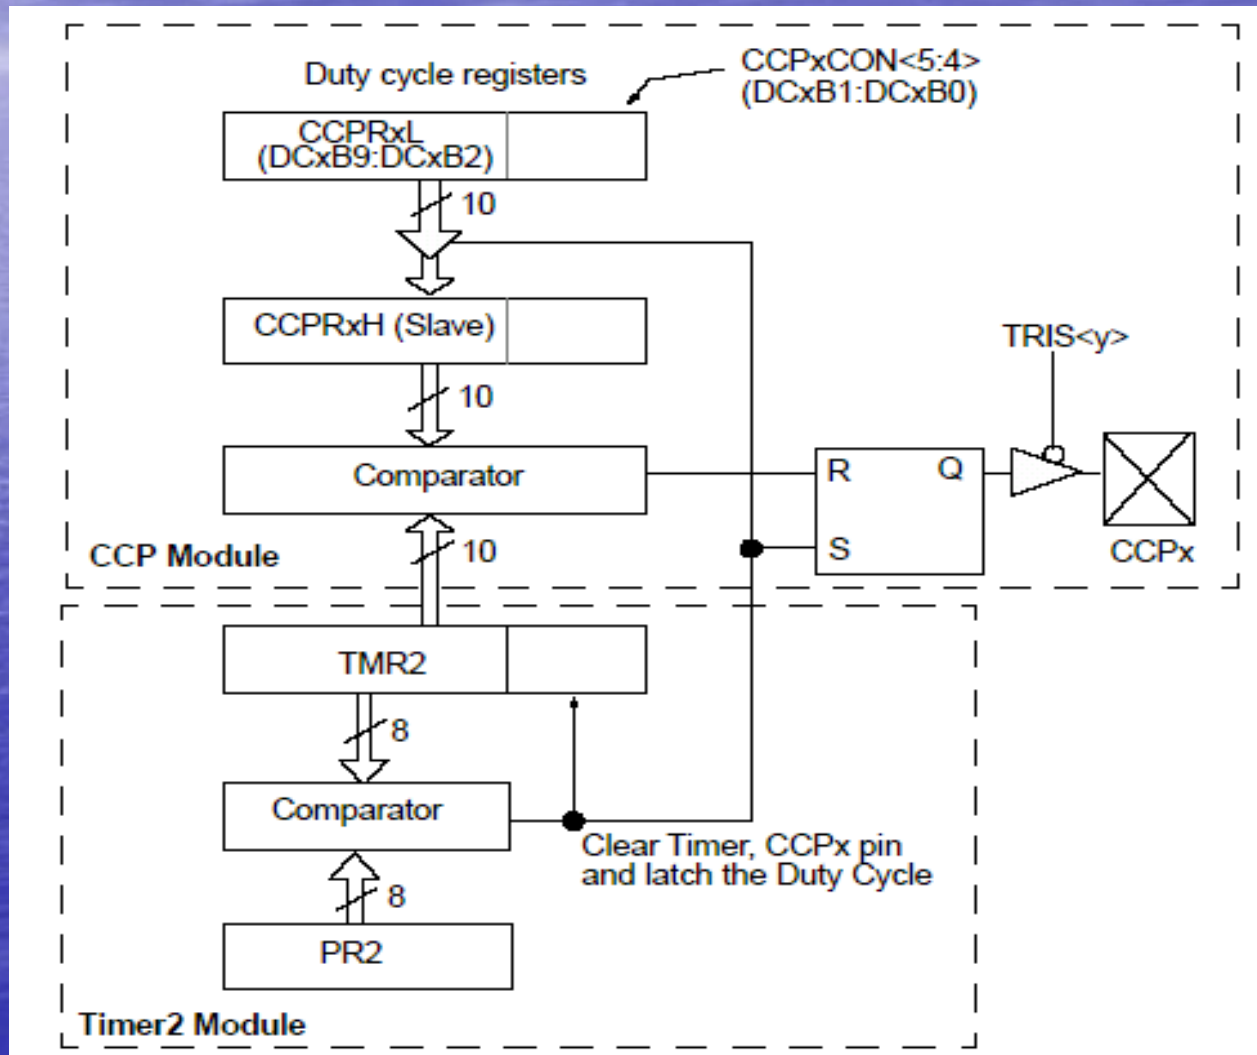 Duty cycle registers
CCPxCON<5:4>
(DCxB1:DCxB0)
CCPRxL
(DCxB9:DCxB2)
10
CCPRxH (Slave)
10
TRIS<y>
Comparator
R
Q
S
10
CCP Module
CCPx
TMR2
8
Comparator
Clear Timer, CCPx pin
and latch the Duty Cycle
8
PR2
Timer2 Module